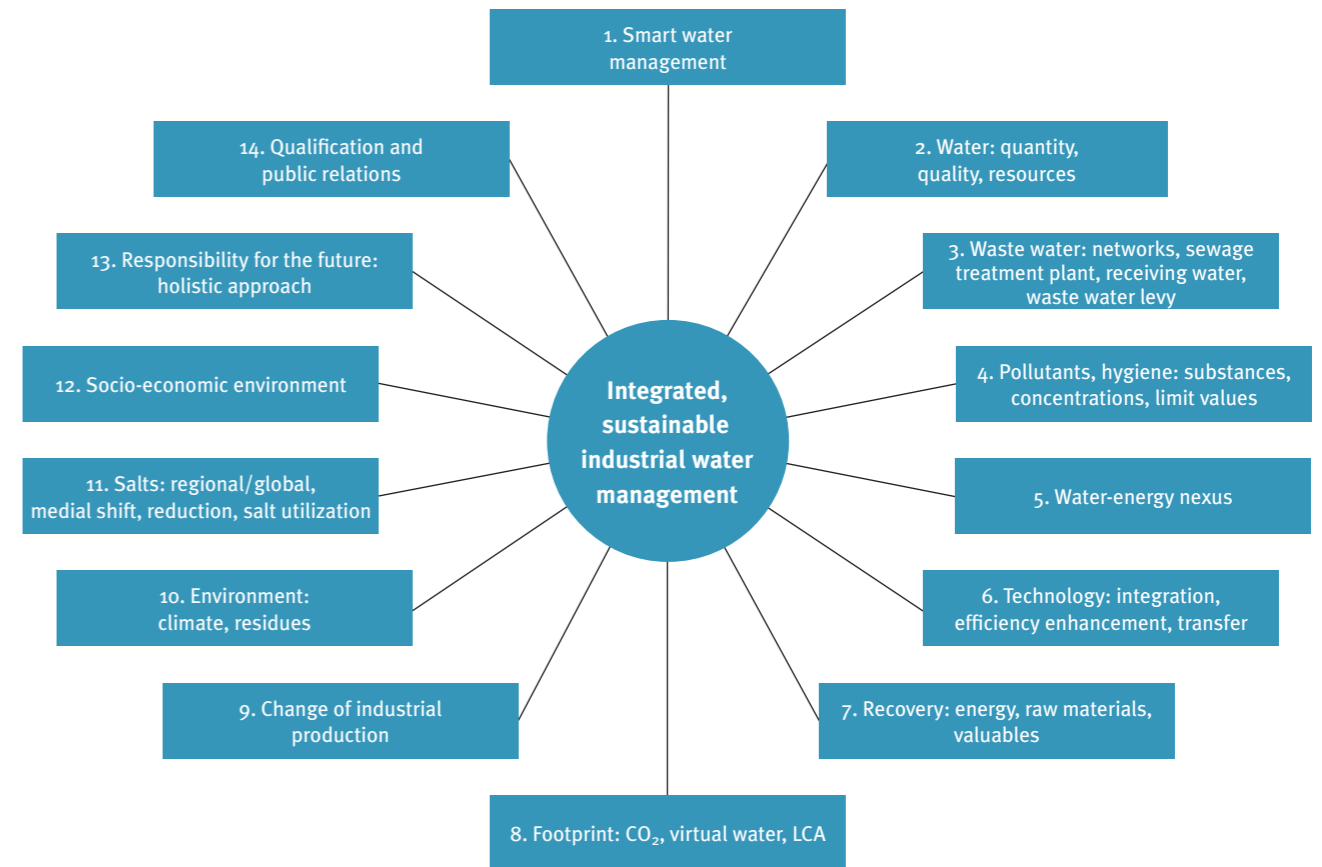 1. Smart water
management
2. Water: quantity,
quality, resources
3. Waste water: networks, sewage
treatment plant, receiving water,
waste water levy
4. Pollutants, hygiene: substances,
concentrations, limit values
5. Water-energy nexus
6. Technology: integration,
efficiency enhancement, transfer
7. Recovery: energy, raw materials,
valuables
8. Footprint: CO₂, virtual water, LCA
9. Change of industrial
production
10. Environment:
climate, residues
11. Salts: regional/global,
medial shift, reduction, salt utilization
12. Socio-economic environment
13. Responsibility for the future:
holistic approach
14. Qualification and
public relations
Integrated,
sustainable
industrial water
management